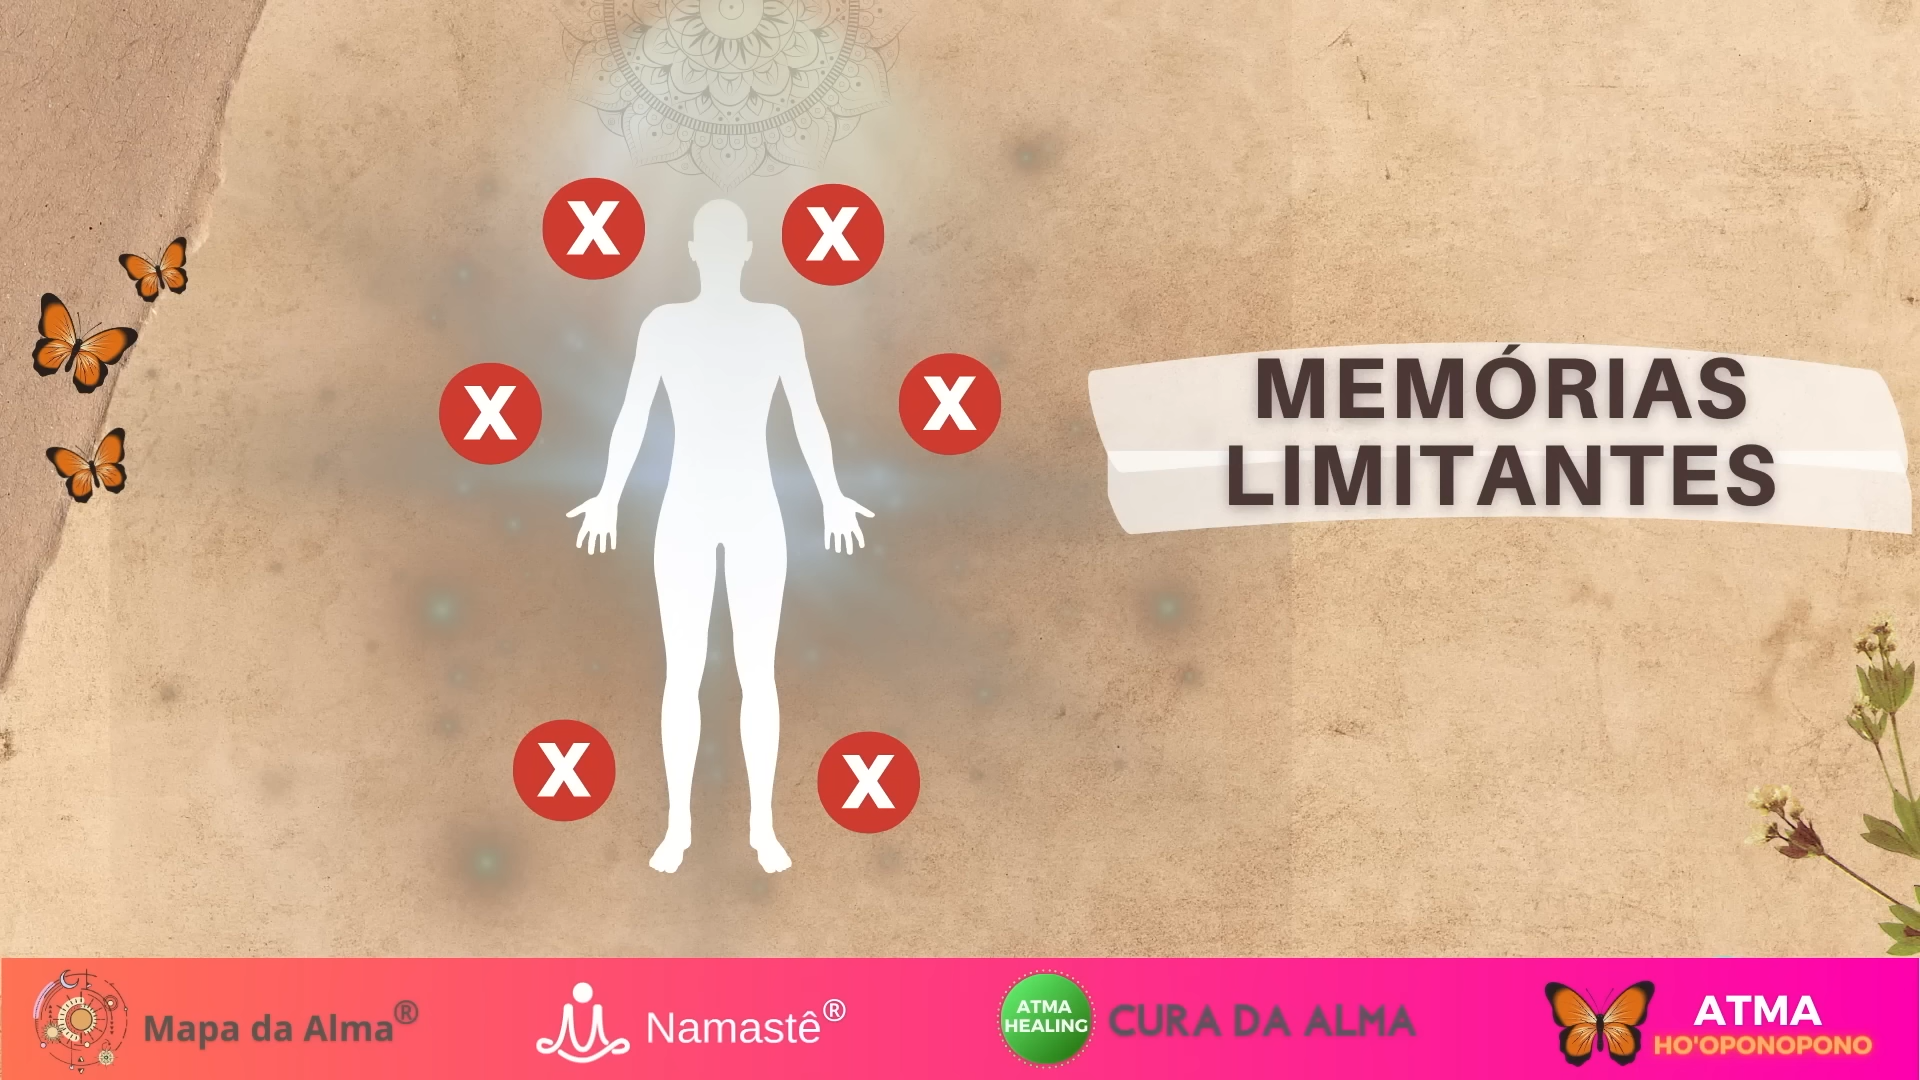 X X
X X
X X
MEMÓRIAS
LIMITANTES
Mapa da Alma®
Namastê®
ATMA
HEALING
CURA DA ALMA
ATMA
HO'OPONOPONO